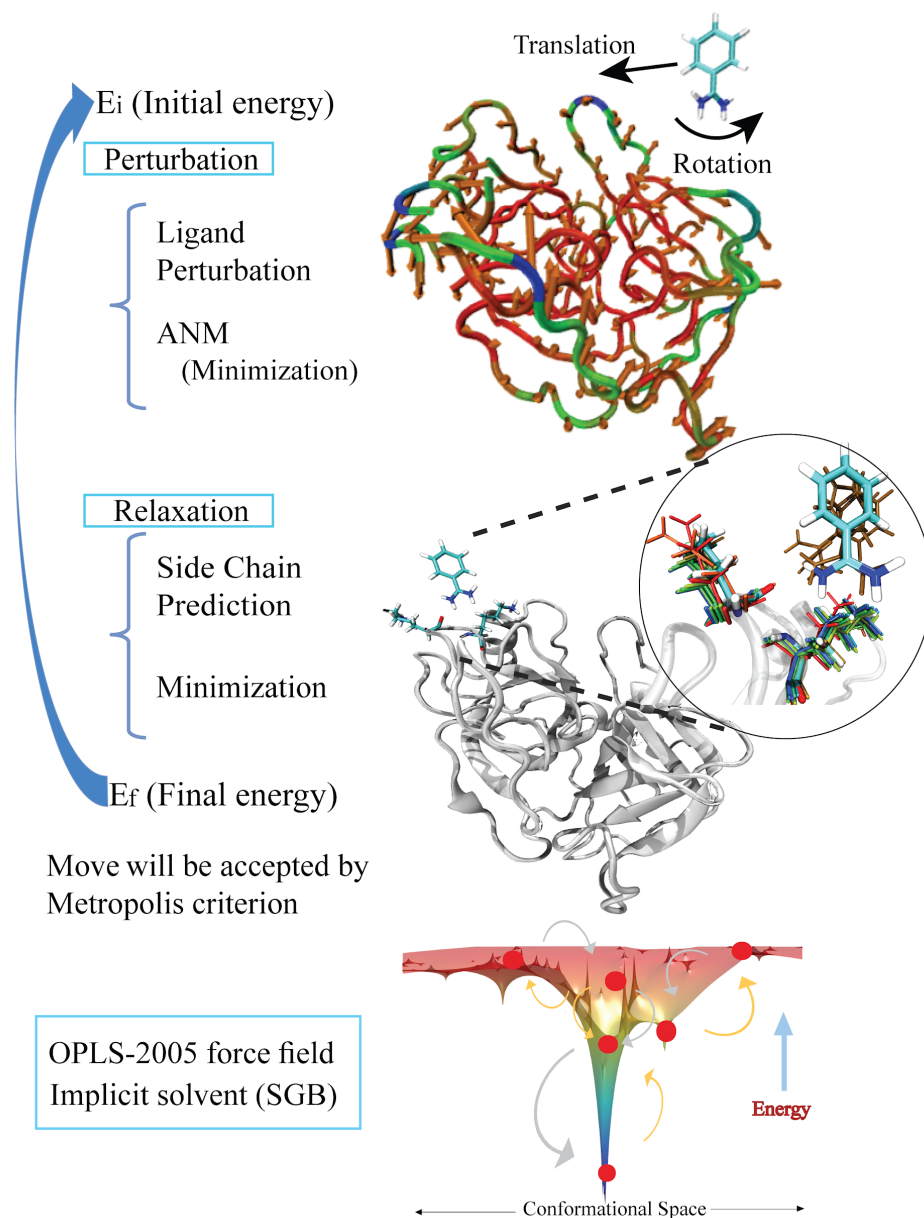 Translation
Ei (Initial energy)
Perturbation
Rotation
Ligand
Perturbation
ANM
(Minimization)
Relaxation
Side Chain
Prediction
Minimization
Ef (Final energy)
Move will be accepted by
Metropolis criterion
OPLS-2005 force field
Implicit solvent (SGB)
Energy
Conformational Space